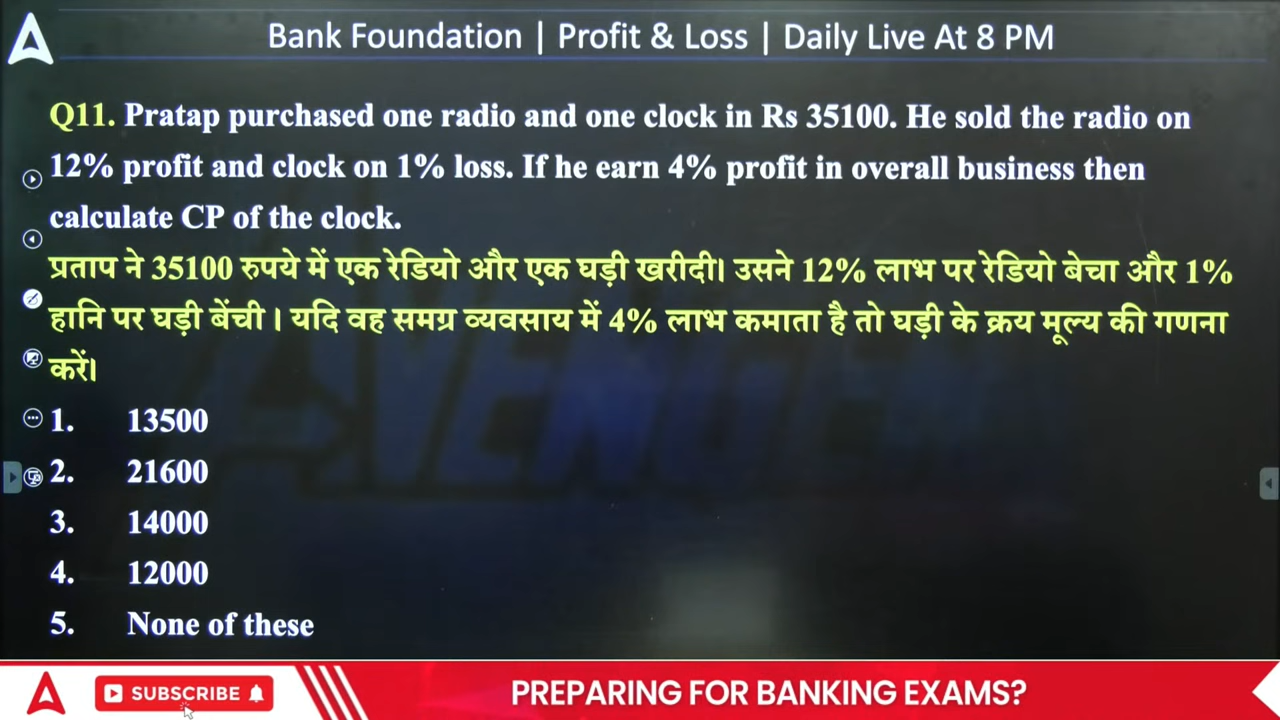 Bank Foundation | Profit & Loss | Daily Live At 8 PM
Q11. Pratap purchased one radio and one clock in Rs 35100. He sold the radio on
12% profit and clock on 1% loss. If he earn 4% profit in overall business then
calculate CP of the clock.
प्रताप ने 35100 रुपये में एक रेडियो और एक घड़ी खरीदी। उसने 12% लाभ पर रेडियो बेचा और 1%
हानि पर घड़ी बेंची । यदि वह समग्र व्यवसाय में 4% लाभ कमाता है तो घड़ी के क्रय मूल्य की गणना
करें।
1. 13500
2. 21600
3. 14000
4. 12000
5. None of these
SUBSCRIBE
PREPARING FOR BANKING EXAMS?